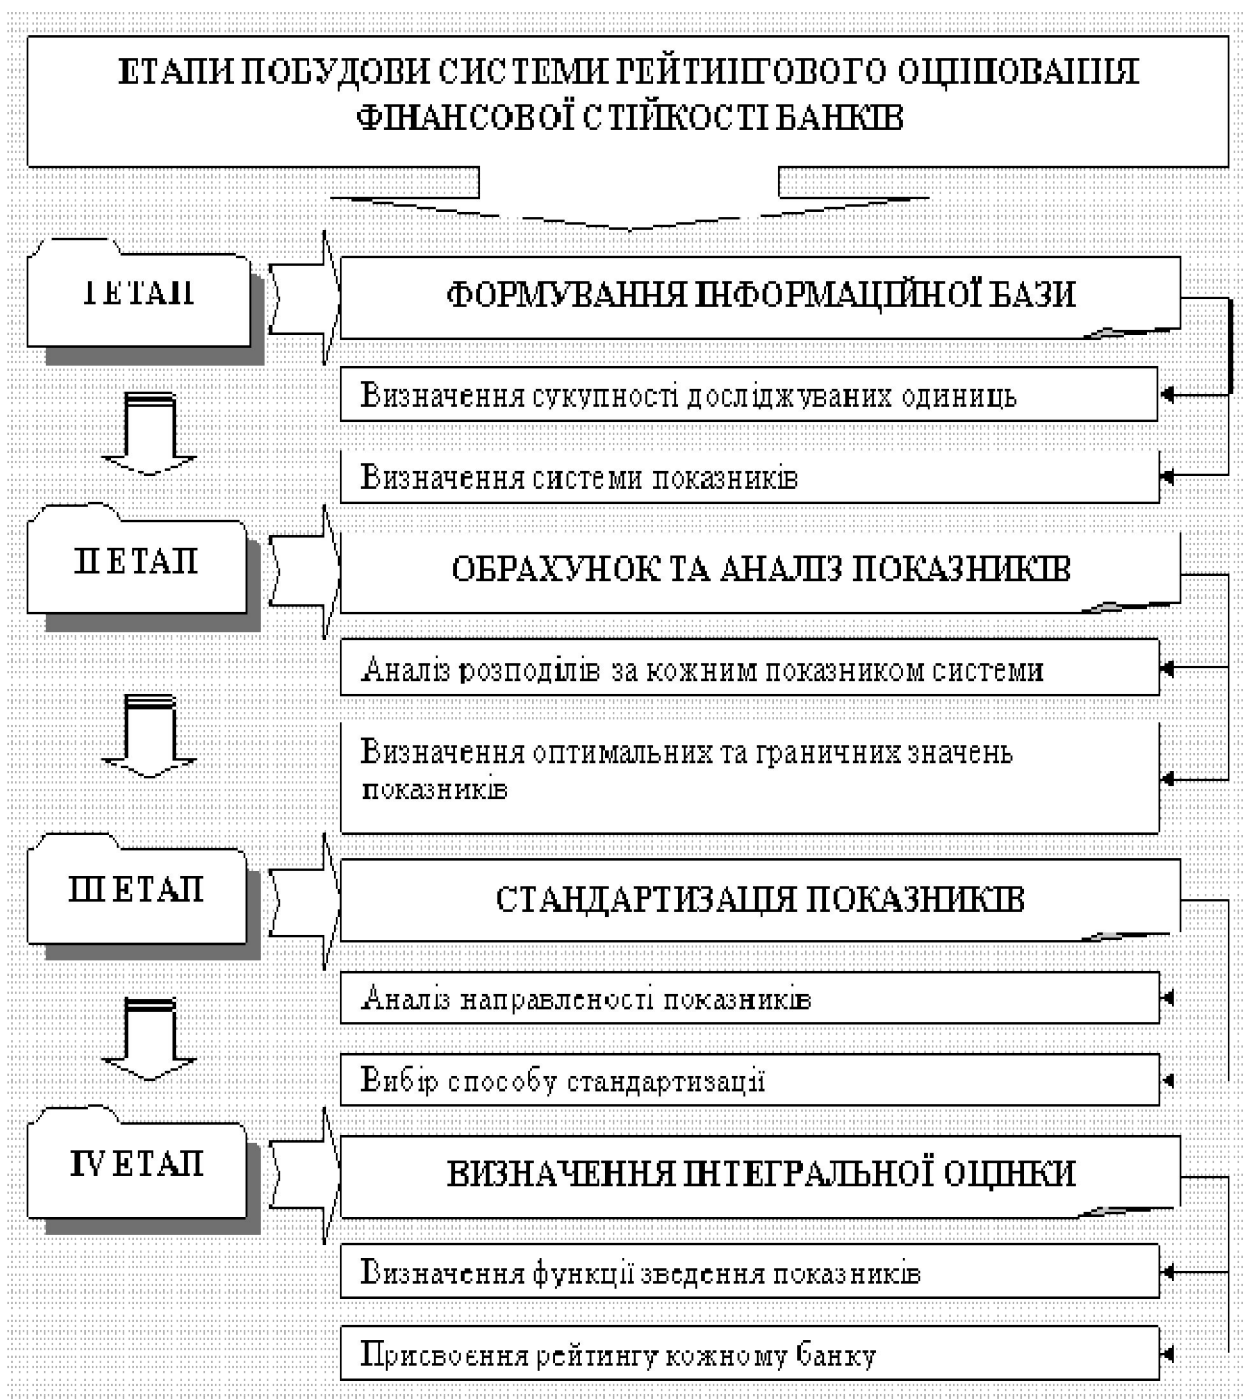 ЕТАПИ ПОБУДОВИ СИСТЕМИ РЕЙТИНГОВОГО ОЦІНЮВАННЯ
ФІНАНСОВОЇ СТІЙКОСТІ БАНКІВ
І ЕТАП
ФОРМУВАННЯ ІНФОРМАЦІЙНОЇ БАЗИ
Визначення сукупності досліджуваних одиниць
Визначення системи показників
ІІ ЕТАП
ОБРАХУНОК ТА АНАЛІЗ ПОКАЗНИКІВ
Аналіз розподілів за кожним показником системи
Визначення оптимальних та граничних значень
показників
ІІІ ЕТАП
СТАНДАРТИЗАЦІЯ ПОКАЗНИКІВ
Аналіз направленості показників
Вибір способу стандартизації
IV ЕТАП
ВИЗНАЧЕННЯ ІНТЕГРАЛЬНОЇ ОЦІНКИ
Визначення функції зведення показників
Присвоєння рейтингу кожному банку